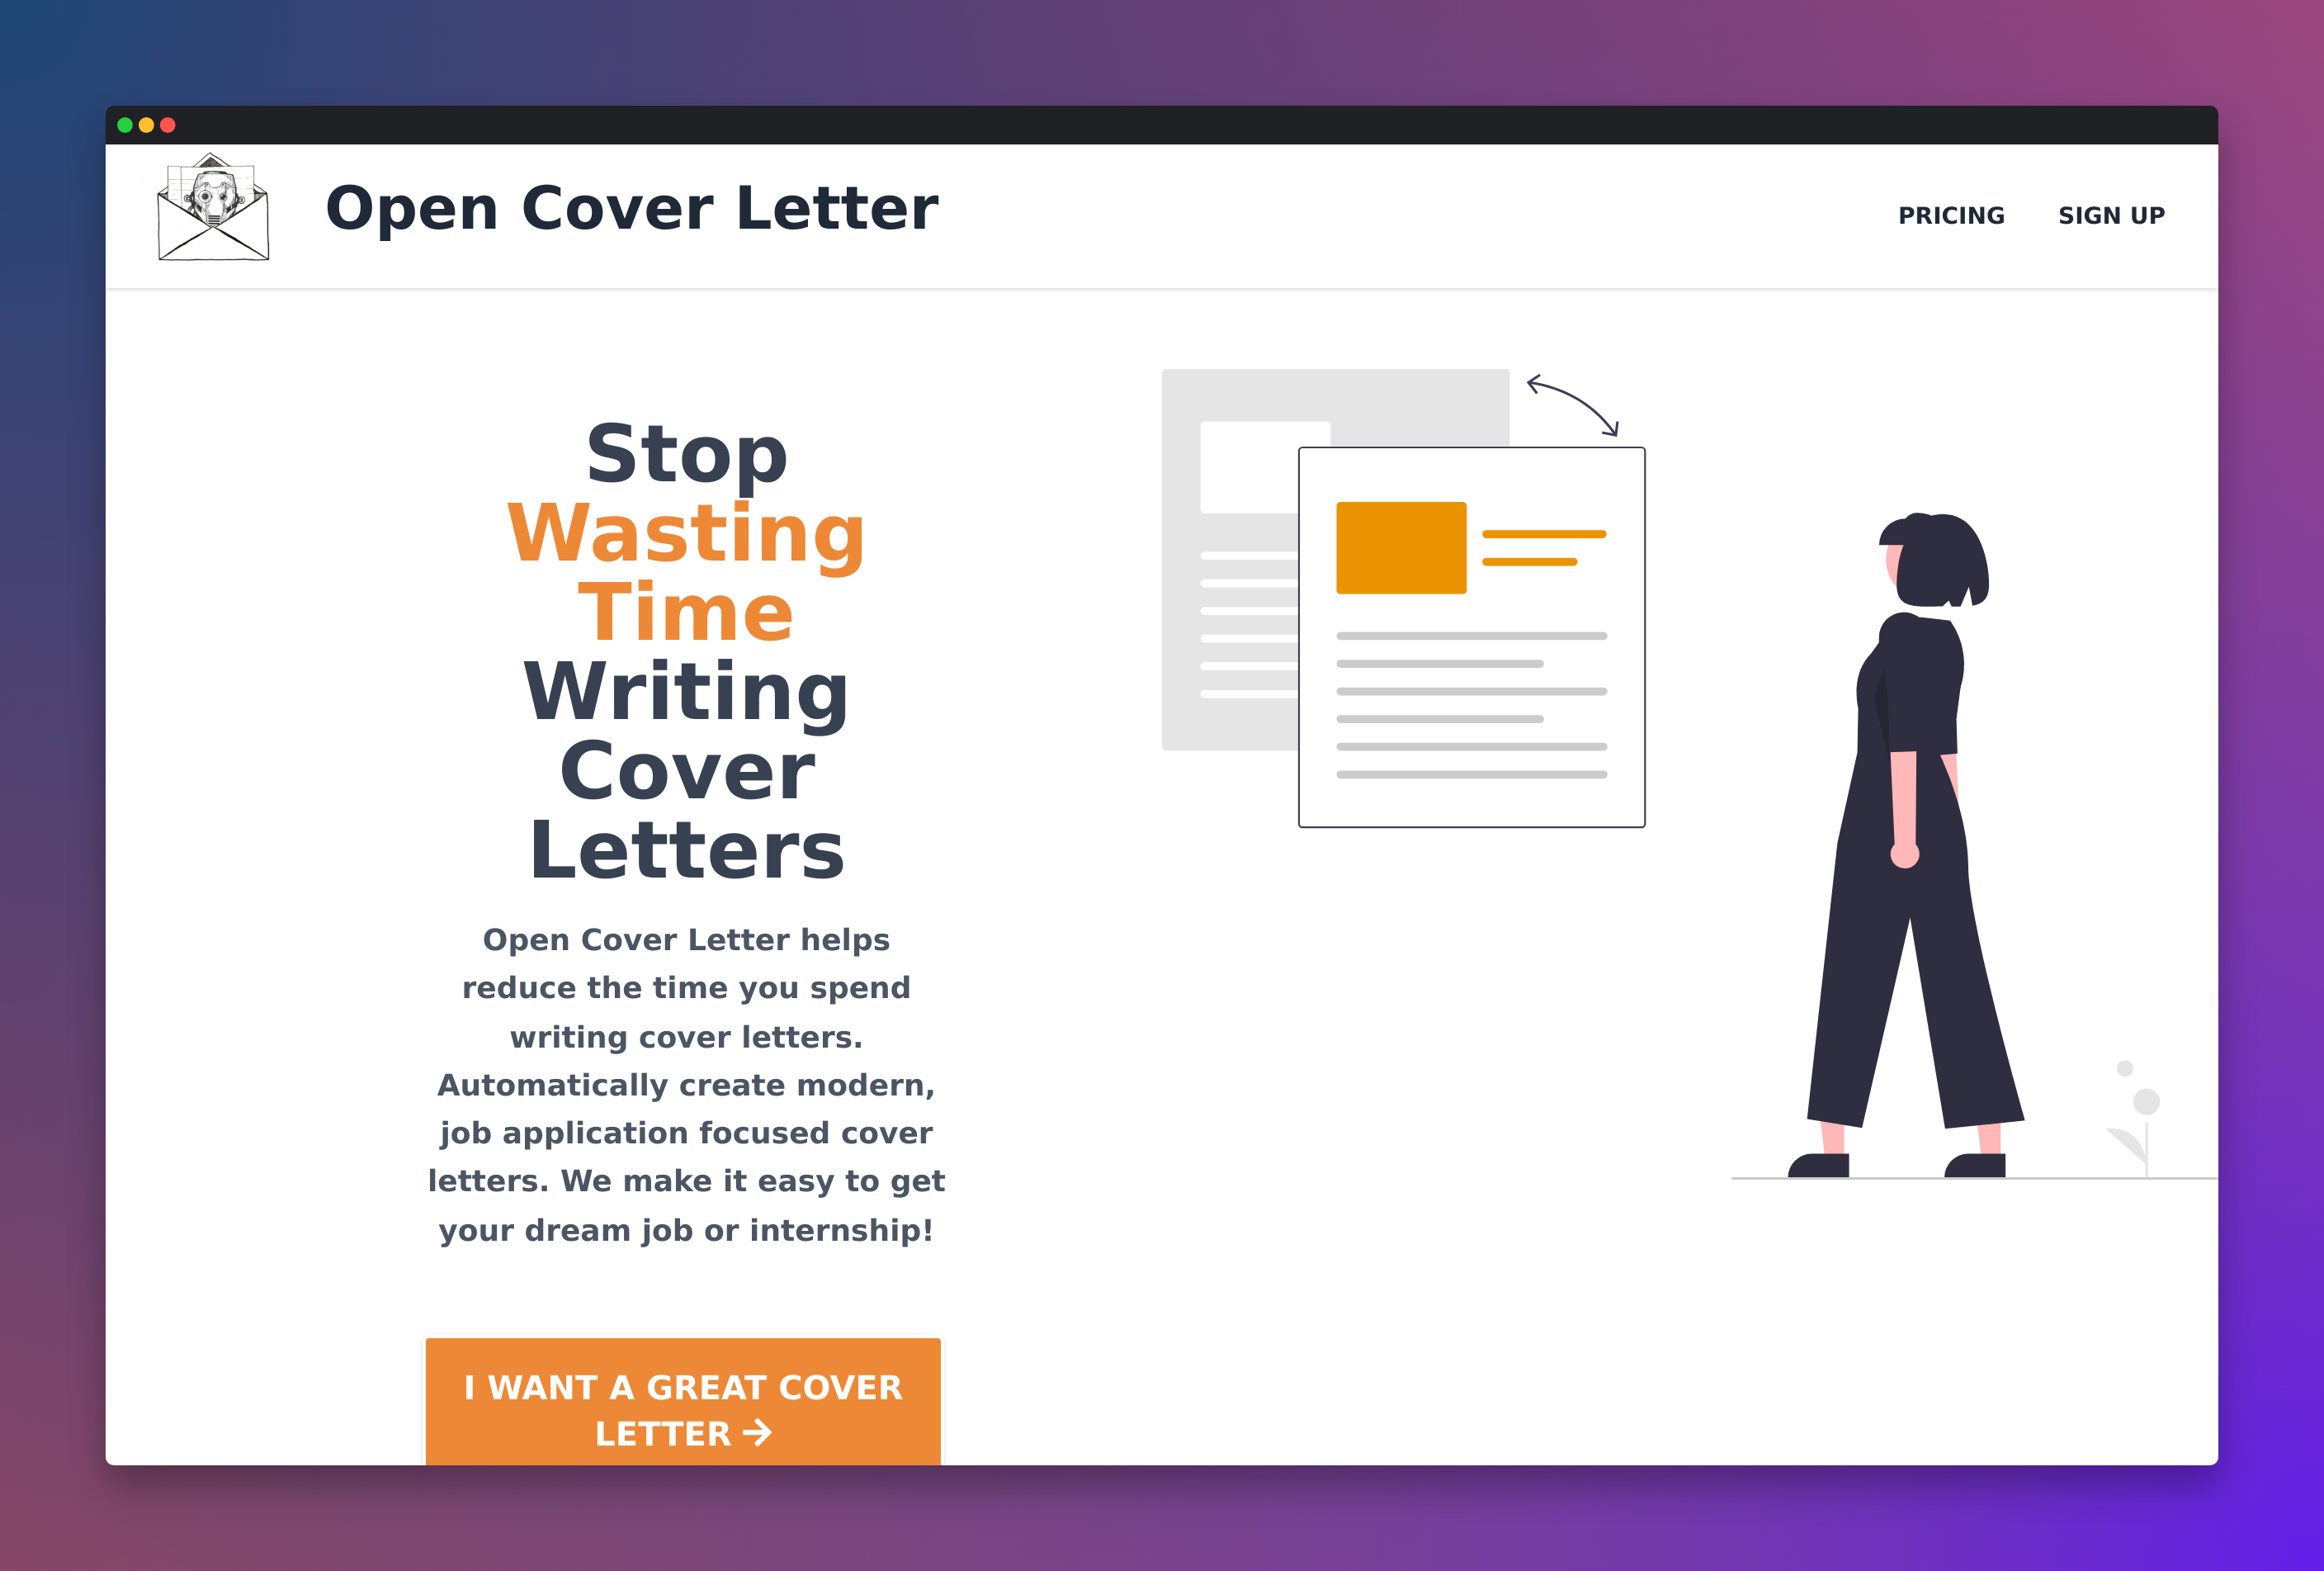 Open Cover Letter
PRICING
SIGN UP
Stop
Wasting
Time
Writing
Cover
Letters
Open Cover Letter helps
reduce the time you spend
writing cover letters.
Automatically create modern,
job application focused cover
letters. We make it easy to get
your dream job or internship!
I WANT A GREAT COVER
LETTER →